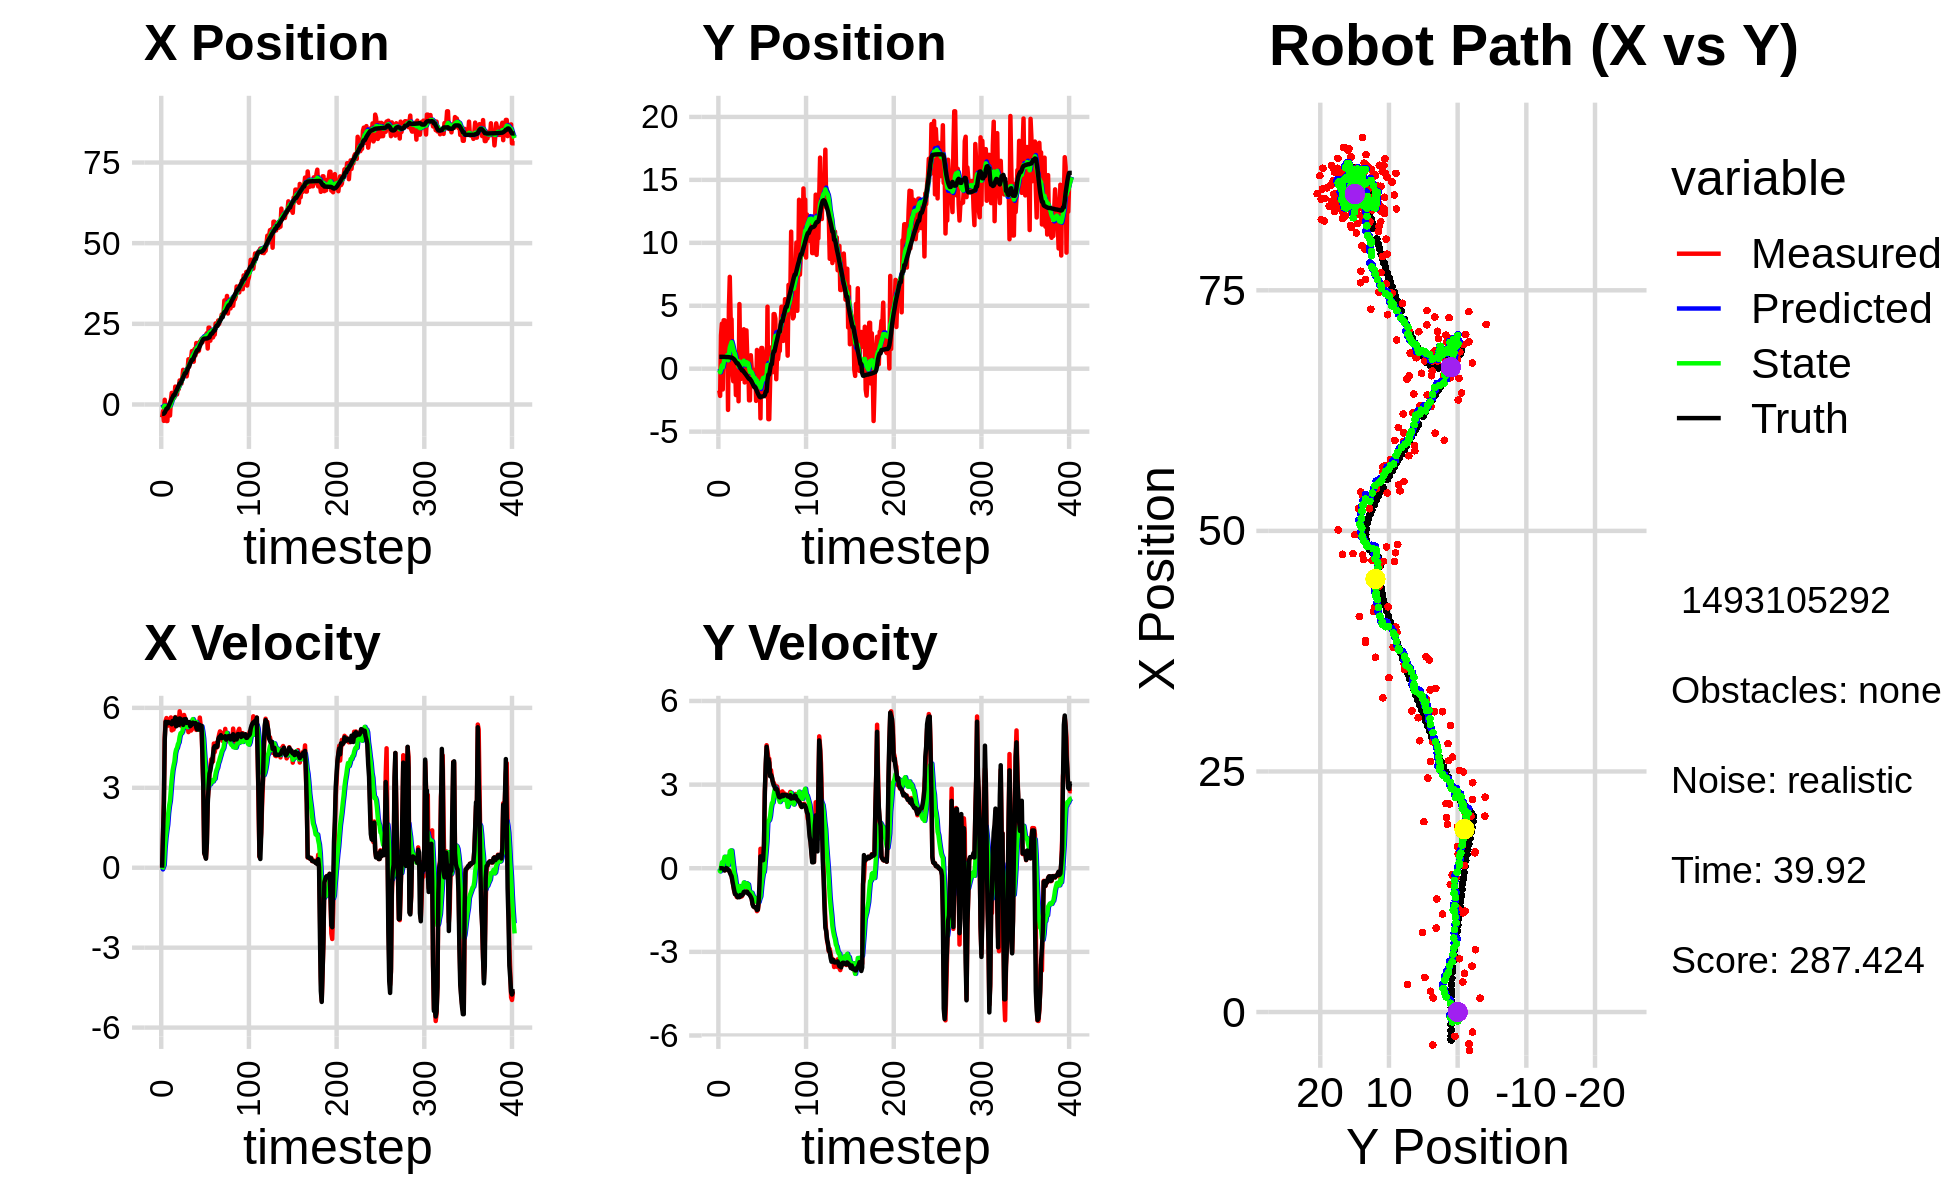 X Position
75
50
25
0
0
100
200
300
400
timestep
Y Position
20
15
10
5
0
-5
0
100
200
300
400
timestep
X Velocity
6
3
0
-3
-6
0
100
200
300
400
timestep
Y Velocity
6
3
0
-3
-6
0
100
200
300
400
timestep
Robot Path (X vs Y)
X Position
75
50
25
0
20
10
0
-10
-20
Y Position
variable
Measured
Predicted
State
Truth
1493105292
Obstacles: none
Noise: realistic
Time: 39.92
Score: 287.424